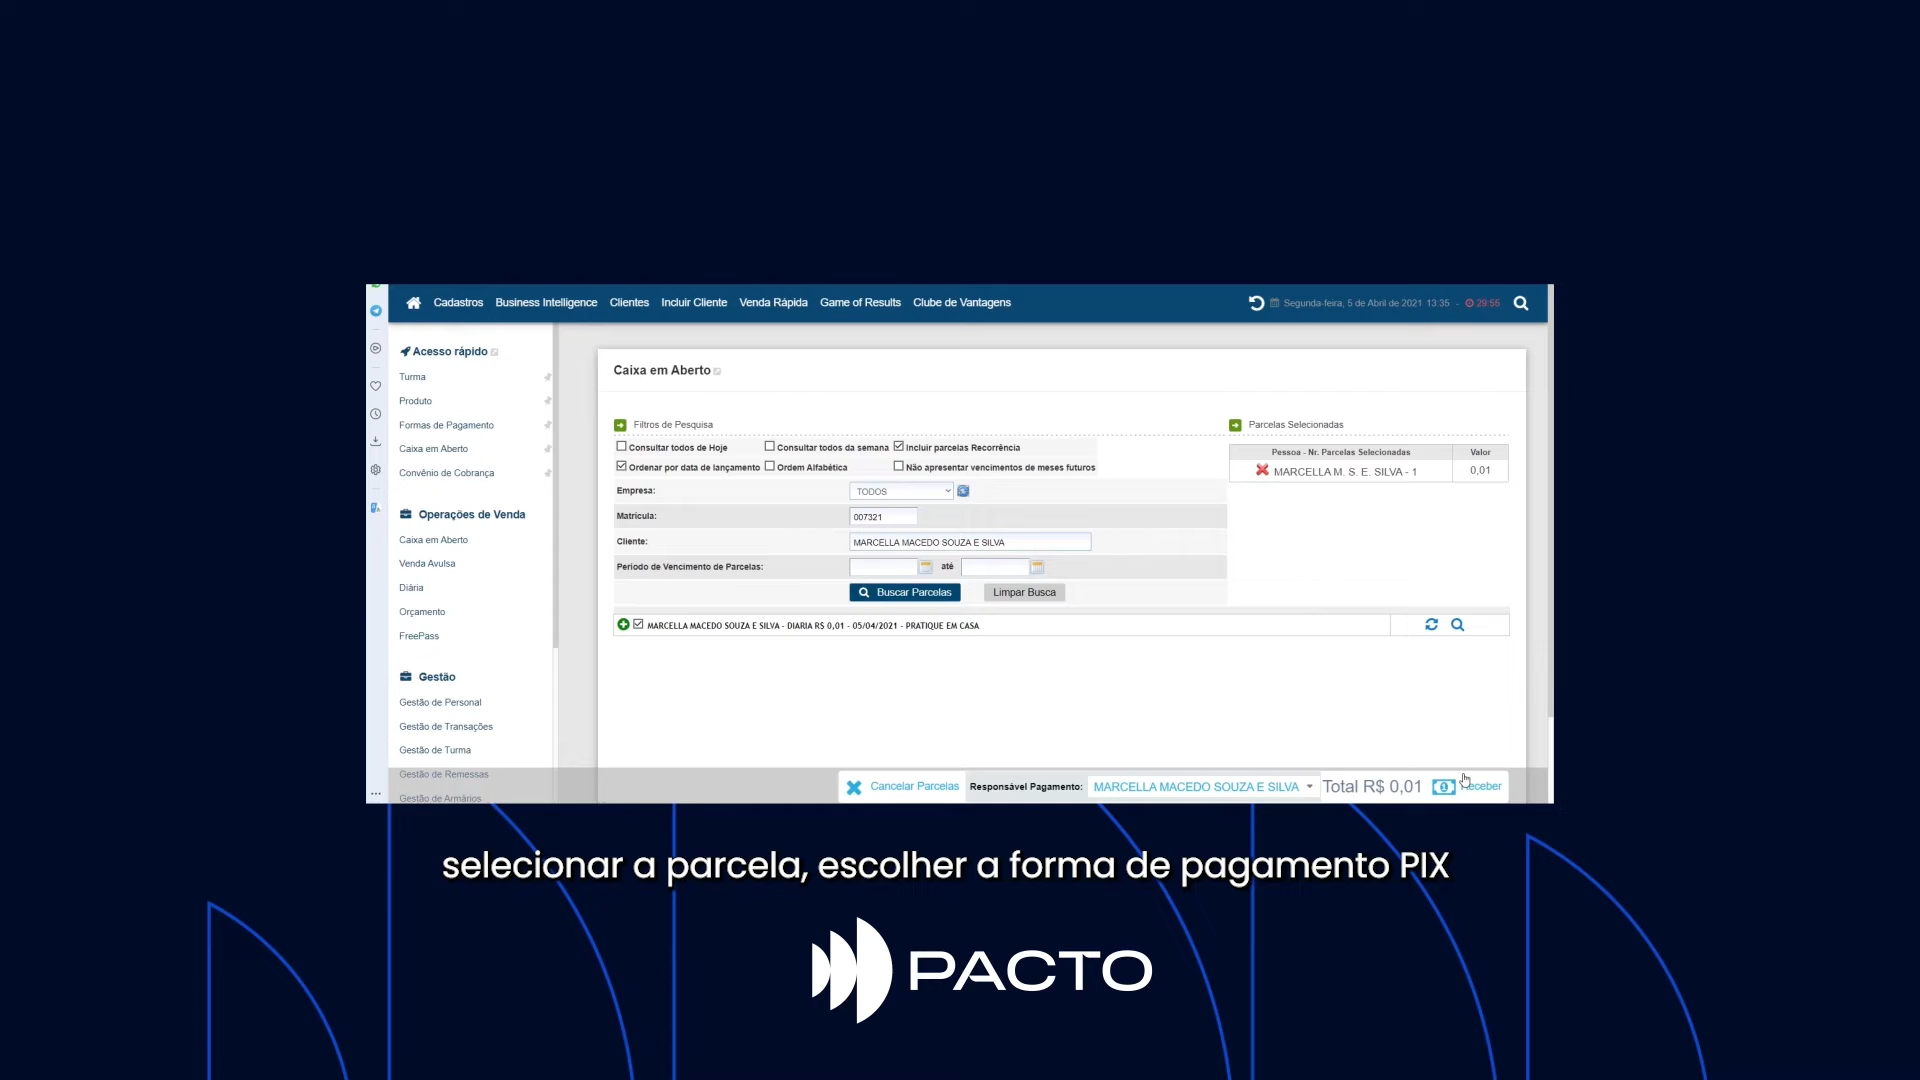 Cadastros Business Intelligence Clientes Incluir Cliente Venda Rápida Game of Results Clube de Vantagens
Segunda-feira, 5 de Abril de 2021 13:35 - 29:55
Acesso rápido
Turma
Produto
Formas de Pagamento
Caixa em Aberto
Convênio de Cobrança
Operações de Venda
Caixa em Aberto
Venda Avulsa
Diária
Orçamento
FreePass
Gestão
Gestão de Personal
Gestão de Transações
Gestão de Turma
Gestão de Remessas
Gestão de Armários
Caixa em Aberto
Filtros de Pesquisa
Consultar todos de Hoje Consultar todos da semana Incluir parcelas Recorrência
Ordenar por data de lançamento Ordem Alfabética Não apresentar vencimentos de meses futuros
Empresa: TODOS
Matrícula: 007321
Cliente: MARCELLA MACEDO SOUZA E SILVA
Período de Vencimento de Parcelas: até
Buscar Parcelas Limpar Busca
Parcelas Selecionadas
Pessoa - Nr. Parcelas Selecionadas Valor
MARCELLA M. S. E. SILVA - 1 0,01
MARCELLA MACEDO SOUZA E SILVA - DIARIA R$ 0,01 - 05/04/2021 - PRATIQUE EM CASA
Cancelar Parcelas Responsável Pagamento: MARCELLA MACEDO SOUZA E SILVA Total R$ 0,01 Receber
selecionar a parcela, escolher a forma de pagamento PIX
PACTO